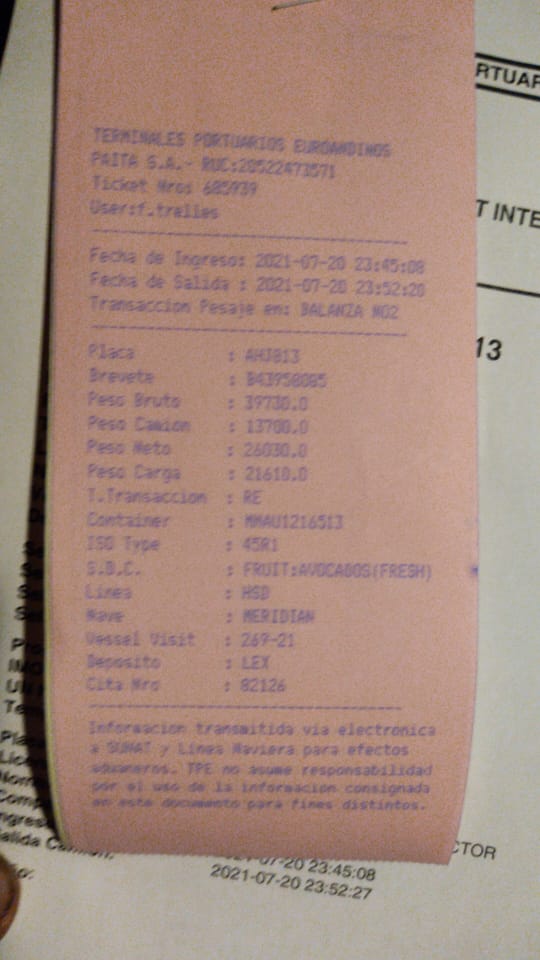 TERMINALES PORTUARIOS EUROANDINOS
PAITA S.A.- RUC:20522473571
Ticket Nro: 685939
User:f.tralles
Fecha de Ingreso: 2021-07-20 23:45:08
Fecha de Salida : 2021-07-20 23:52:20
Transaccion Pesaje en: BALANZA NO2
Placa : AHJ813
Brevete : B43958085
Peso Bruto : 39730.0
Peso Camion : 13700.0
Peso Neto : 26030.0
Peso Carga : 21610.0
T.Transaccion : RE
Container : MMAU1216513
ISO Type : 45R1
S.B.C. : FRUIT:AVOCADOS(FRESH)
Linea : HSD
Nave : MERIDIAN
Vessel Visit : 269-21
Deposito : LEX
Cita Nro : 82126
Informacion transmitida via electronica
a SUNAT y Linea Naviera para efectos
aduaneros. TPE no asume responsabilidad
por el uso de la informacion consignada
en este documento para fines distintos.
RTUAR
T INTE
13
CTOR
23:45:08
2021-07-20 23:52:27